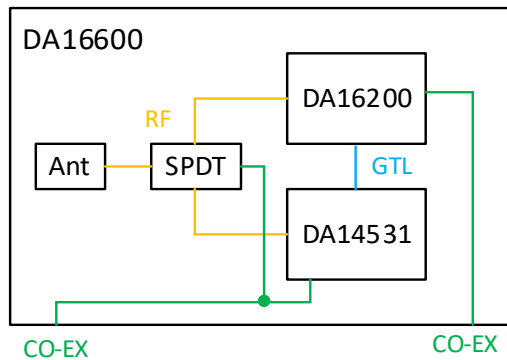 DA16600
DA16200
RF
Ant
SPDT
GTL
DA14531
CO-EX
CO-EX